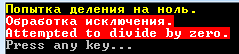 Попытка деления на ноль.
Обработка исключения.
Attempted to divide by zero.
Press any key...